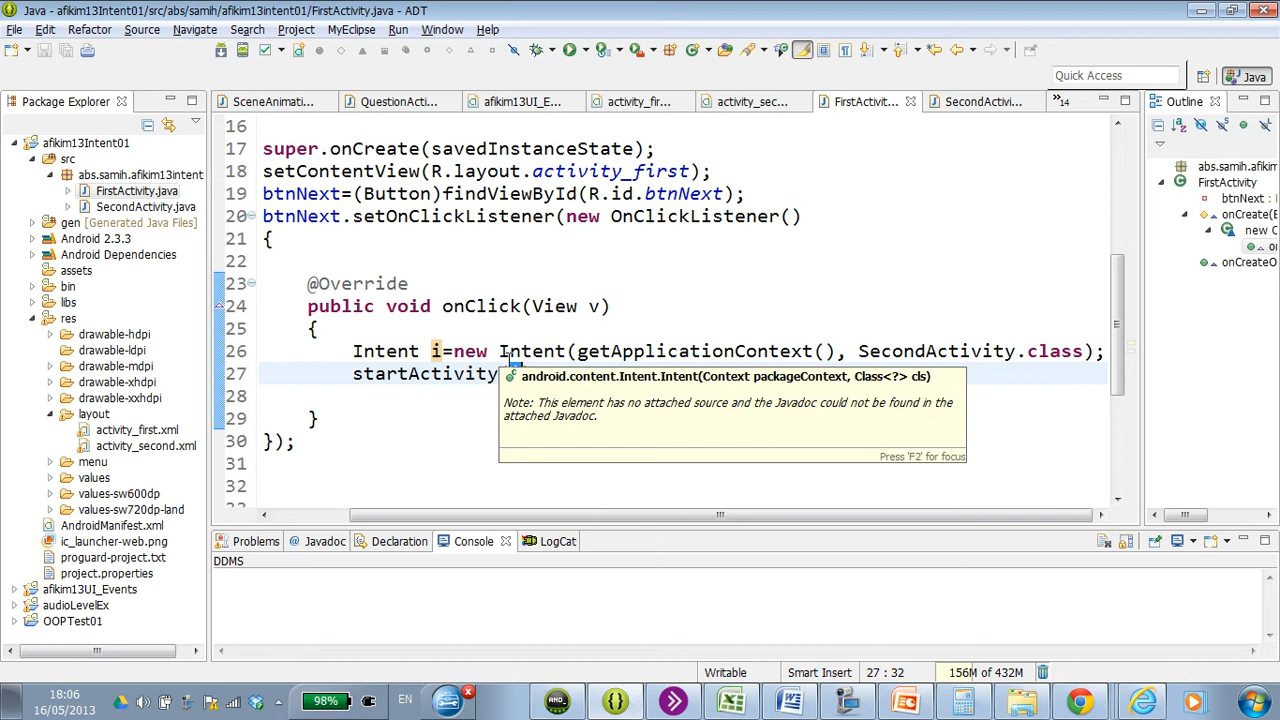 Java - afikim13intent01/src/abs/samih/afikim13intent01/FirstActivity.java - ADT
File Edit Refactor Source Navigate Search Project MyEclipse Run Window Help
Quick Access
Java
Package Explorer
SceneAnimati...
QuestionActi...
afikim13UI_E...
activity_fir...
activity_sec...
FirstActivit...
SecondActivi...
»14
Outline
afikim13Intent01
src
abs.samih.afikim13intent
FirstActivity.java
SecondActivity.java
gen [Generated Java Files]
Android 2.3.3
Android Dependencies
assets
bin
libs
res
drawable-hdpi
drawable-ldpi
drawable-mdpi
drawable-xhdpi
drawable-xxhdpi
layout
activity_first.xml
activity_second.xml
menu
values
values-sw600dp
values-sw720dp-land
AndroidManifest.xml
ic_launcher-web.png
proguard-project.txt
project.properties
afikim13UI_Events
audioLevelEx
OOPTest01
16
17 super.onCreate(savedInstanceState);
18 setContentView(R.layout.activity_first);
19 btnNext=(Button)findViewById(R.id.btnNext);
20 btnNext.setOnClickListener(new OnClickListener()
21 {
22
23 @Override
24 public void onClick(View v)
25 {
26 Intent i=new Intent(getApplicationContext(), SecondActivity.class);
27 startActivity
28
29 }
30 });
31
32
android.content.Intent.Intent(Context packageContext, Class<?> cls)
Note: This element has no attached source and the Javadoc could not be found in the
attached Javadoc.
Press 'F2' for focus
abs.samih.afikim13
FirstActivity
btnNext :
onCreate(B
new C
o
onCreateO
Problems
@ Javadoc
Declaration
Console
LogCat
DDMS
Writable
Smart Insert
27 : 32
156M of 432M
18:06
16/05/2013
98%
EN